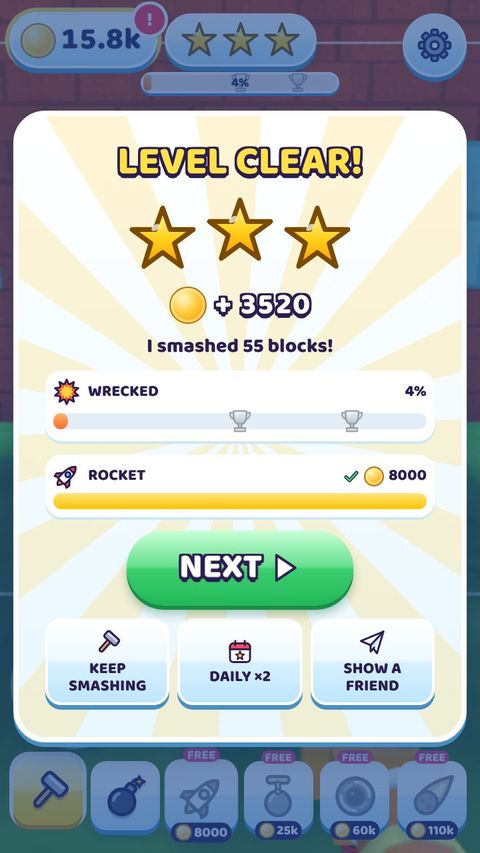 15.8k
!
4%
LEVEL CLEAR!
+ 3520
I smashed 55 blocks!
WRECKED
4%
ROCKET
8000
NEXT
KEEP
SMASHING
DAILY ×2
SHOW A
FRIEND
FREE
FREE
FREE
FREE
8000
25k
60k
110k